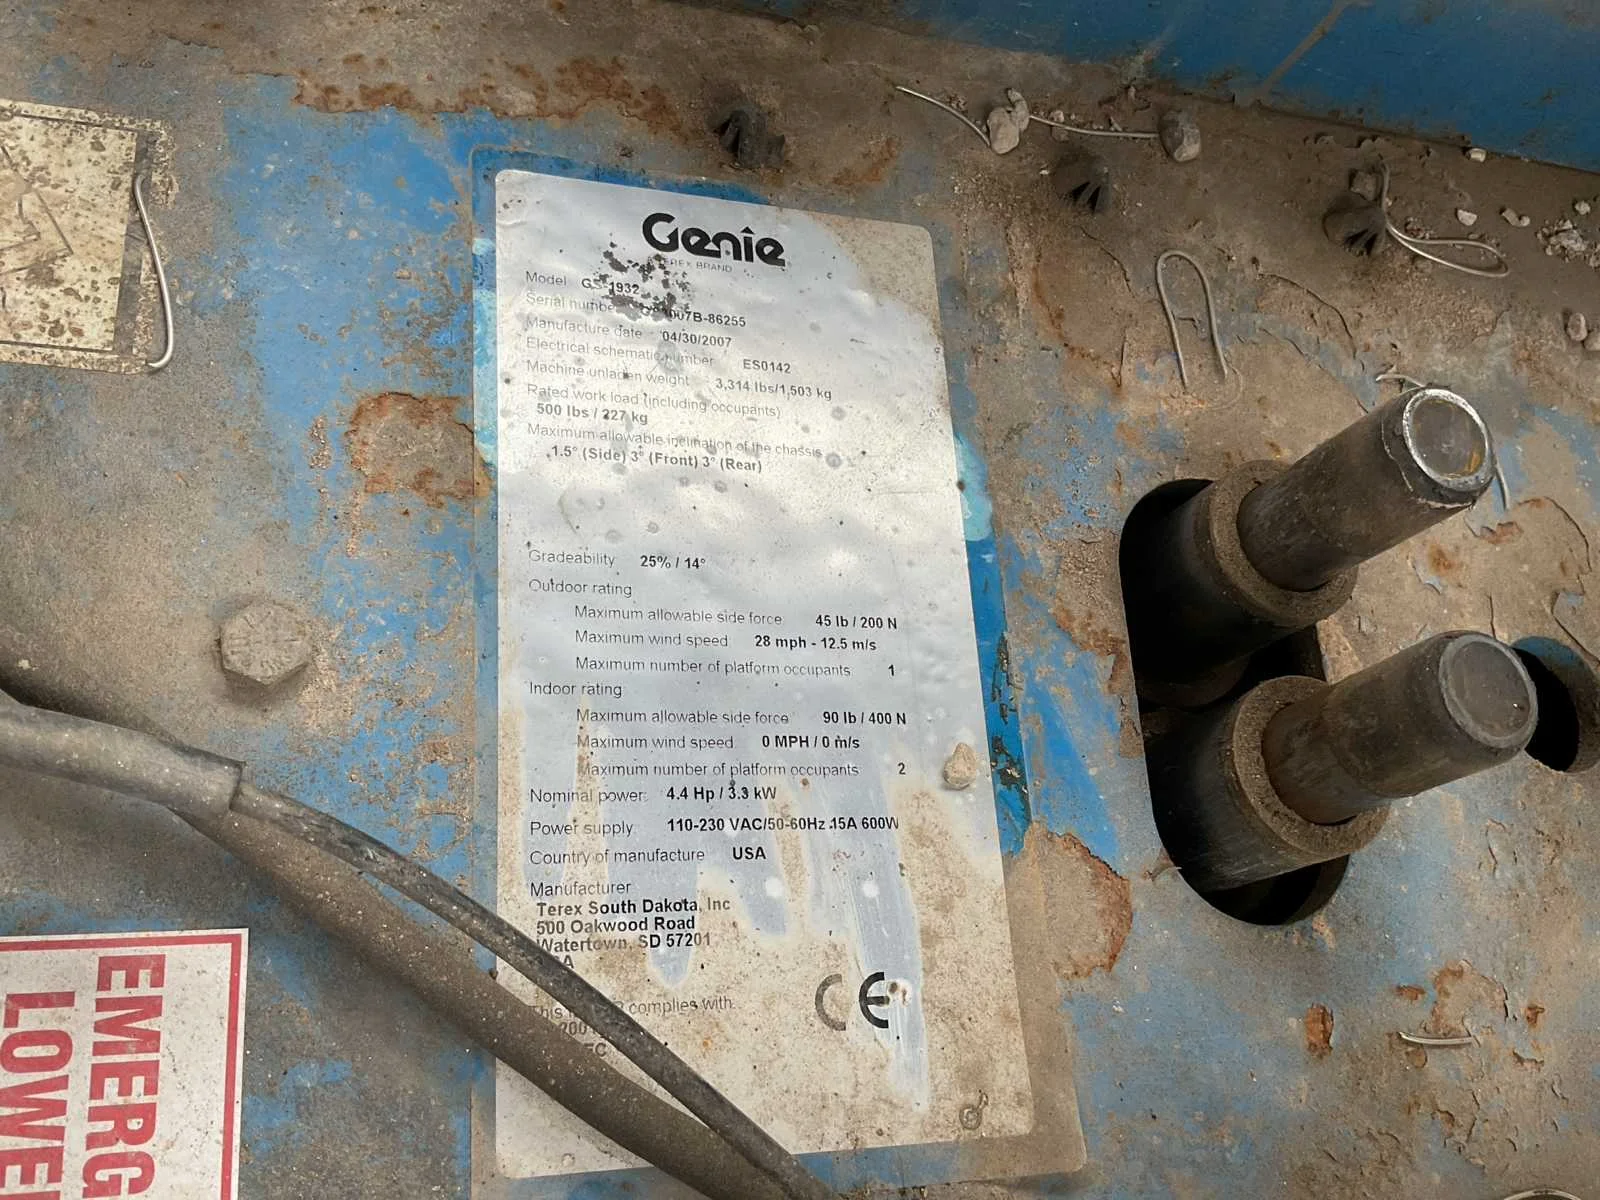 Genie
TEREX BRAND
Model GS-1932
Serial number 007B-86255
Manufacture date 04/30/2007
Electrical schematic number ES0142
Machine unladen weight 3,314 lbs/1,503 kg
Rated work load (including occupants)
500 lbs / 227 kg
Maximum allowable inclination of the chassis
1.5° (Side) 3° (Front) 3° (Rear)
Gradeability 25% / 14°
Outdoor rating
Maximum allowable side force 45 lb / 200 N
Maximum wind speed 28 mph - 12.5 m/s
Maximum number of platform occupants 1
Indoor rating
Maximum allowable side force 90 lb / 400 N
Maximum wind speed 0 MPH / 0 m/s
Maximum number of platform occupants 2
Nominal power 4.4 Hp / 3.3 kW
Power supply 110-230 VAC/50-60Hz 15A 600W
Country of manufacture USA
Manufacturer
Terex South Dakota, Inc
500 Oakwood Road
Watertown, SD 57201
This complies with
CE
EMERG
LOWE